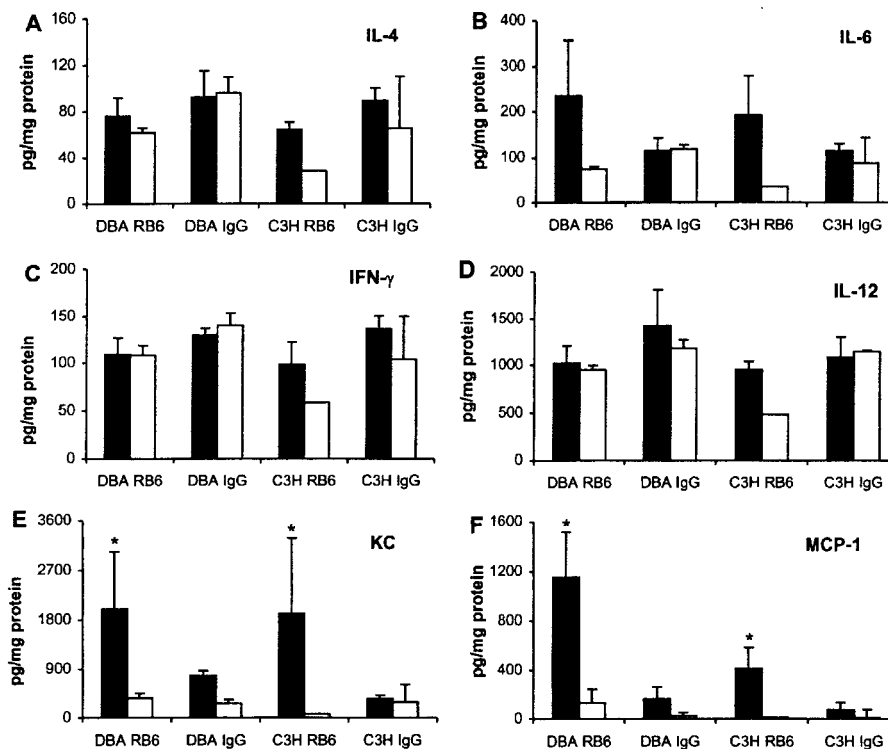 A
IL-4
pg/mg protein
160
120
80
40
0
DBA RB6 DBA IgG C3H RB6 C3H IgG
B
IL-6
pg/mg protein
400
300
200
100
0
DBA RB6 DBA IgG C3H RB6 C3H IgG
C
IFN-γ
pg/mg protein
200
150
100
50
0
DBA RB6 DBA IgG C3H RB6 C3H IgG
D
IL-12
pg/mg protein
2000
1500
1000
500
0
DBA RB6 DBA IgG C3H RB6 C3H IgG
E
KC
pg/mg protein
3600
2700
1800
900
0
* *
DBA RB6 DBA IgG C3H RB6 C3H IgG
F
MCP-1
pg/mg protein
1600
1200
800
400
0
*
*
DBA RB6 DBA IgG C3H RB6 C3H IgG